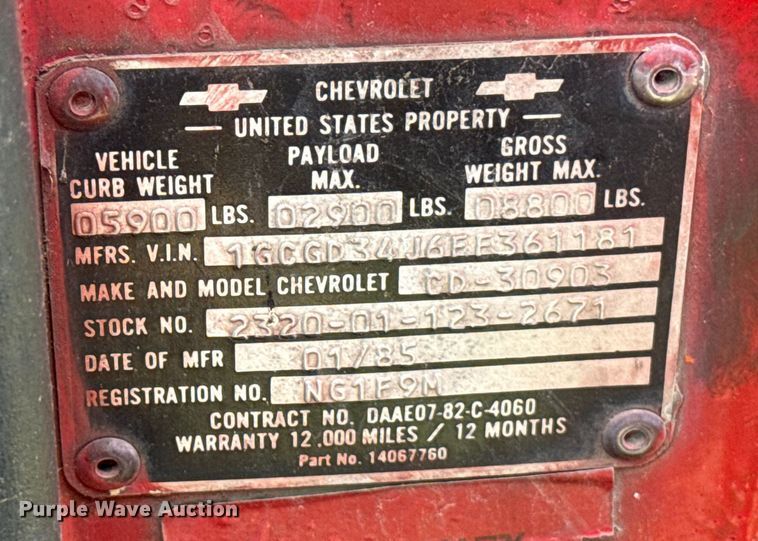 CHEVROLET
UNITED STATES PROPERTY
VEHICLE CURB WEIGHT PAYLOAD MAX. GROSS WEIGHT MAX.
05900 LBS. 02900 LBS. 08800 LBS.
MFRS. V.I.N. 1GCGD34J6EF361181
MAKE AND MODEL CHEVROLET CD-30903
STOCK NO. 2320-01-123-2671
DATE OF MFR 01/85
REGISTRATION NO. NG1F9M
CONTRACT NO. DAAE07-82-C-4060
WARRANTY 12,000 MILES / 12 MONTHS
Part No. 14067760
Purple Wave Auction